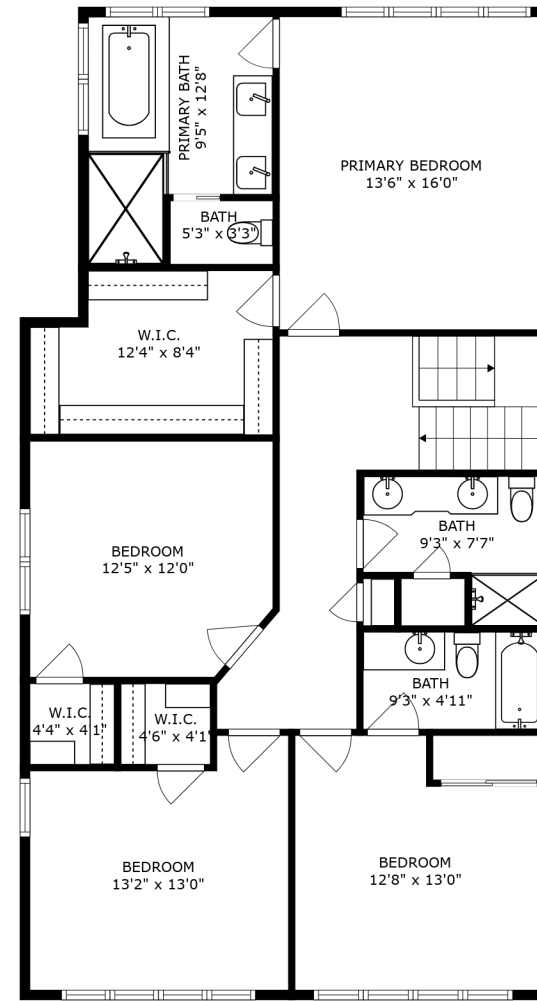 PRIMARY BATH
9'5" x 12'8"
PRIMARY BEDROOM
13'6" x 16'0"
BATH
5'3" x 3'3"
W.I.C.
12'4" x 8'4"
BATH
9'3" x 7'7"
BEDROOM
12'5" x 12'0"
BATH
9'3" x 4'11"
W.I.C.
4'4" x 4'1"
W.I.C.
4'6" x 4'1"
BEDROOM
13'2" x 13'0"
BEDROOM
12'8" x 13'0"